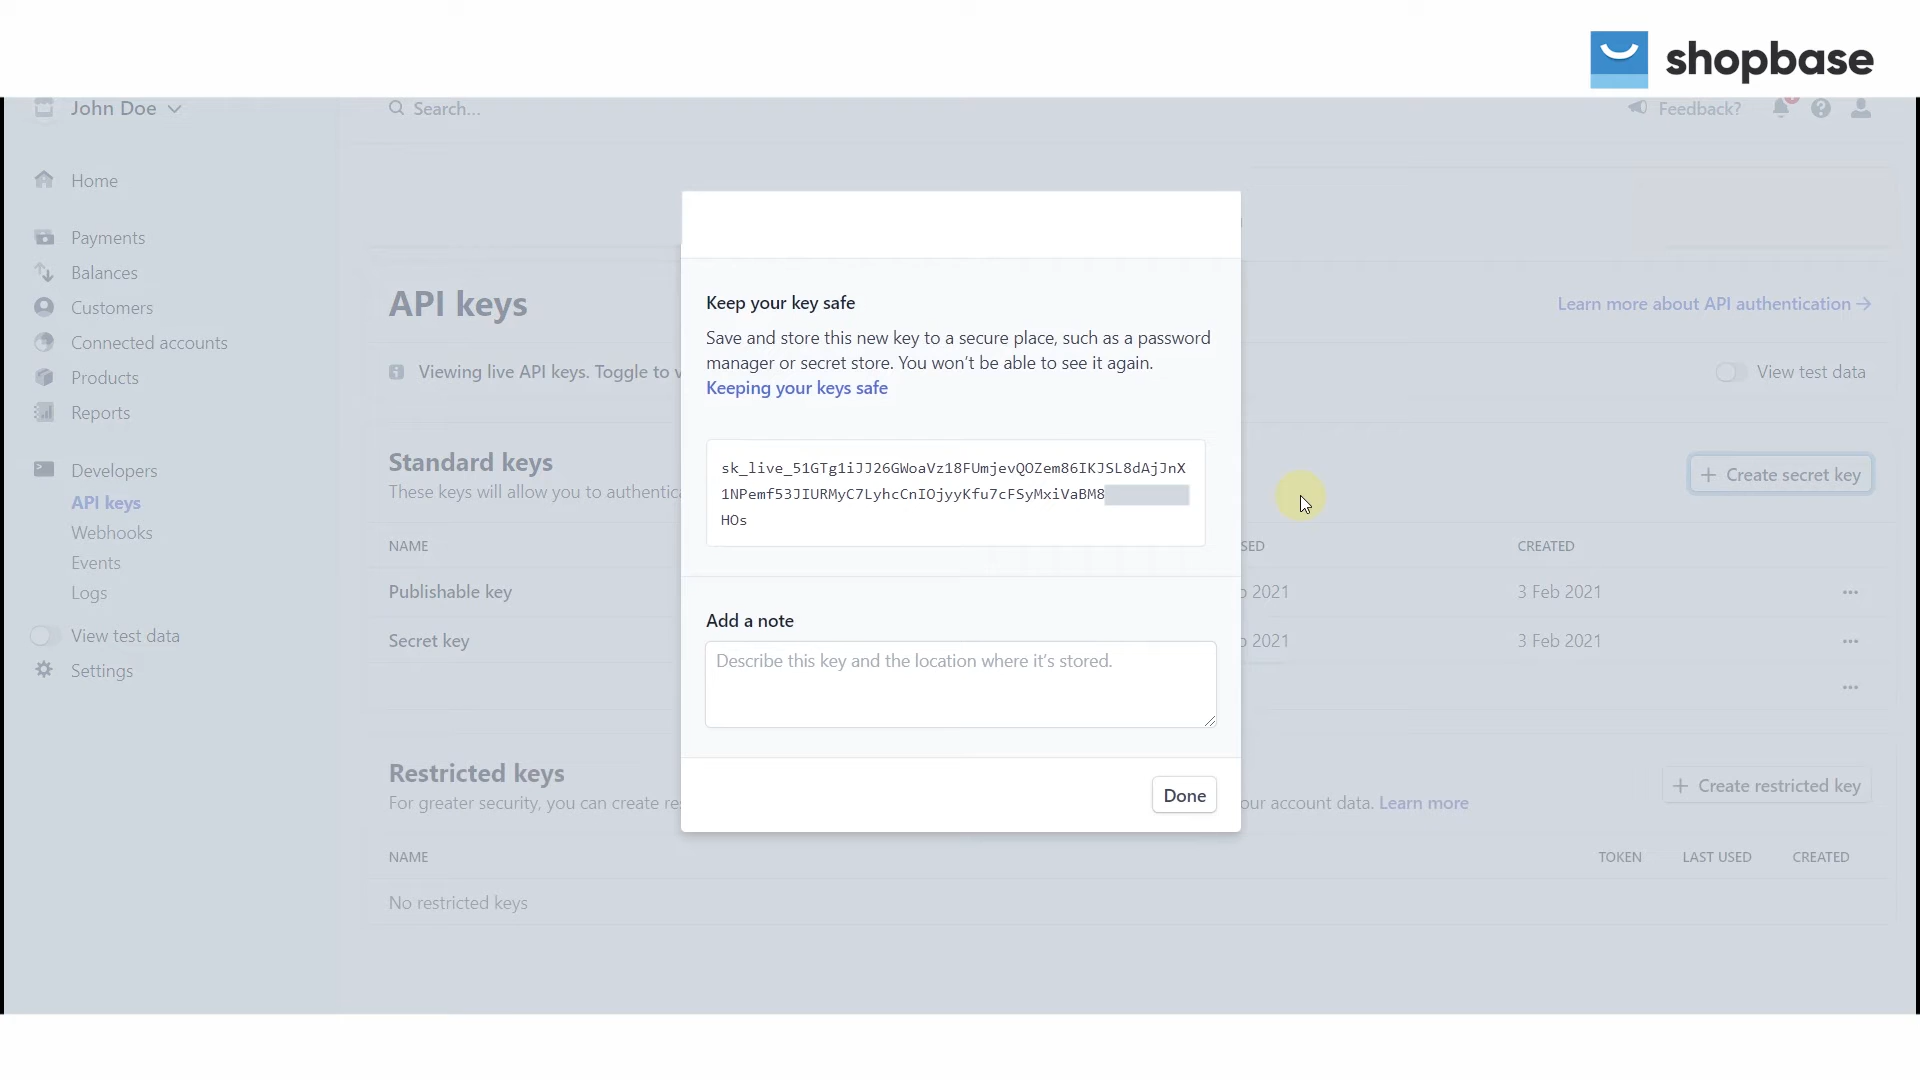 shopbase
John Doe
Search...
Feedback?
Home
Payments
Balances
Customers
Connected accounts
Products
Reports
Developers
API keys
Webhooks
Events
Logs
View test data
Settings
API keys
Learn more about API authentication →
Viewing live API keys. Toggle to
View test data
Standard keys
These keys will allow you to
+ Create secret key
NAME
CREATED
Publishable key
2021
3 Feb 2021
Secret key
2021
3 Feb 2021
Restricted keys
For greater security, you can create
our account data. Learn more
+ Create restricted key
NAME
TOKEN
LAST USED
CREATED
No restricted keys
Keep your key safe
Save and store this new key to a secure place, such as a password
manager or secret store. You won't be able to see it again.
Keeping your keys safe
sk_live_51GTg1iJJ26GWoaVz18FUmjevQOZem86IKJSL8dAjJnX
1NPemf53JIURMyC7LyhcCnIOjyyKfu7cFSyMxiVaBM8
HOs
Add a note
Describe this key and the location where it's stored.
Done